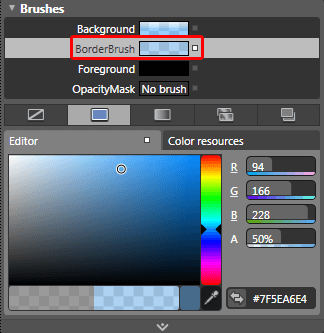 Brushes
Background
BorderBrush
Foreground
OpacityMask No brush
Editor Color resources
R 94
G 166
B 228
A 50%
#7F5EA6E4